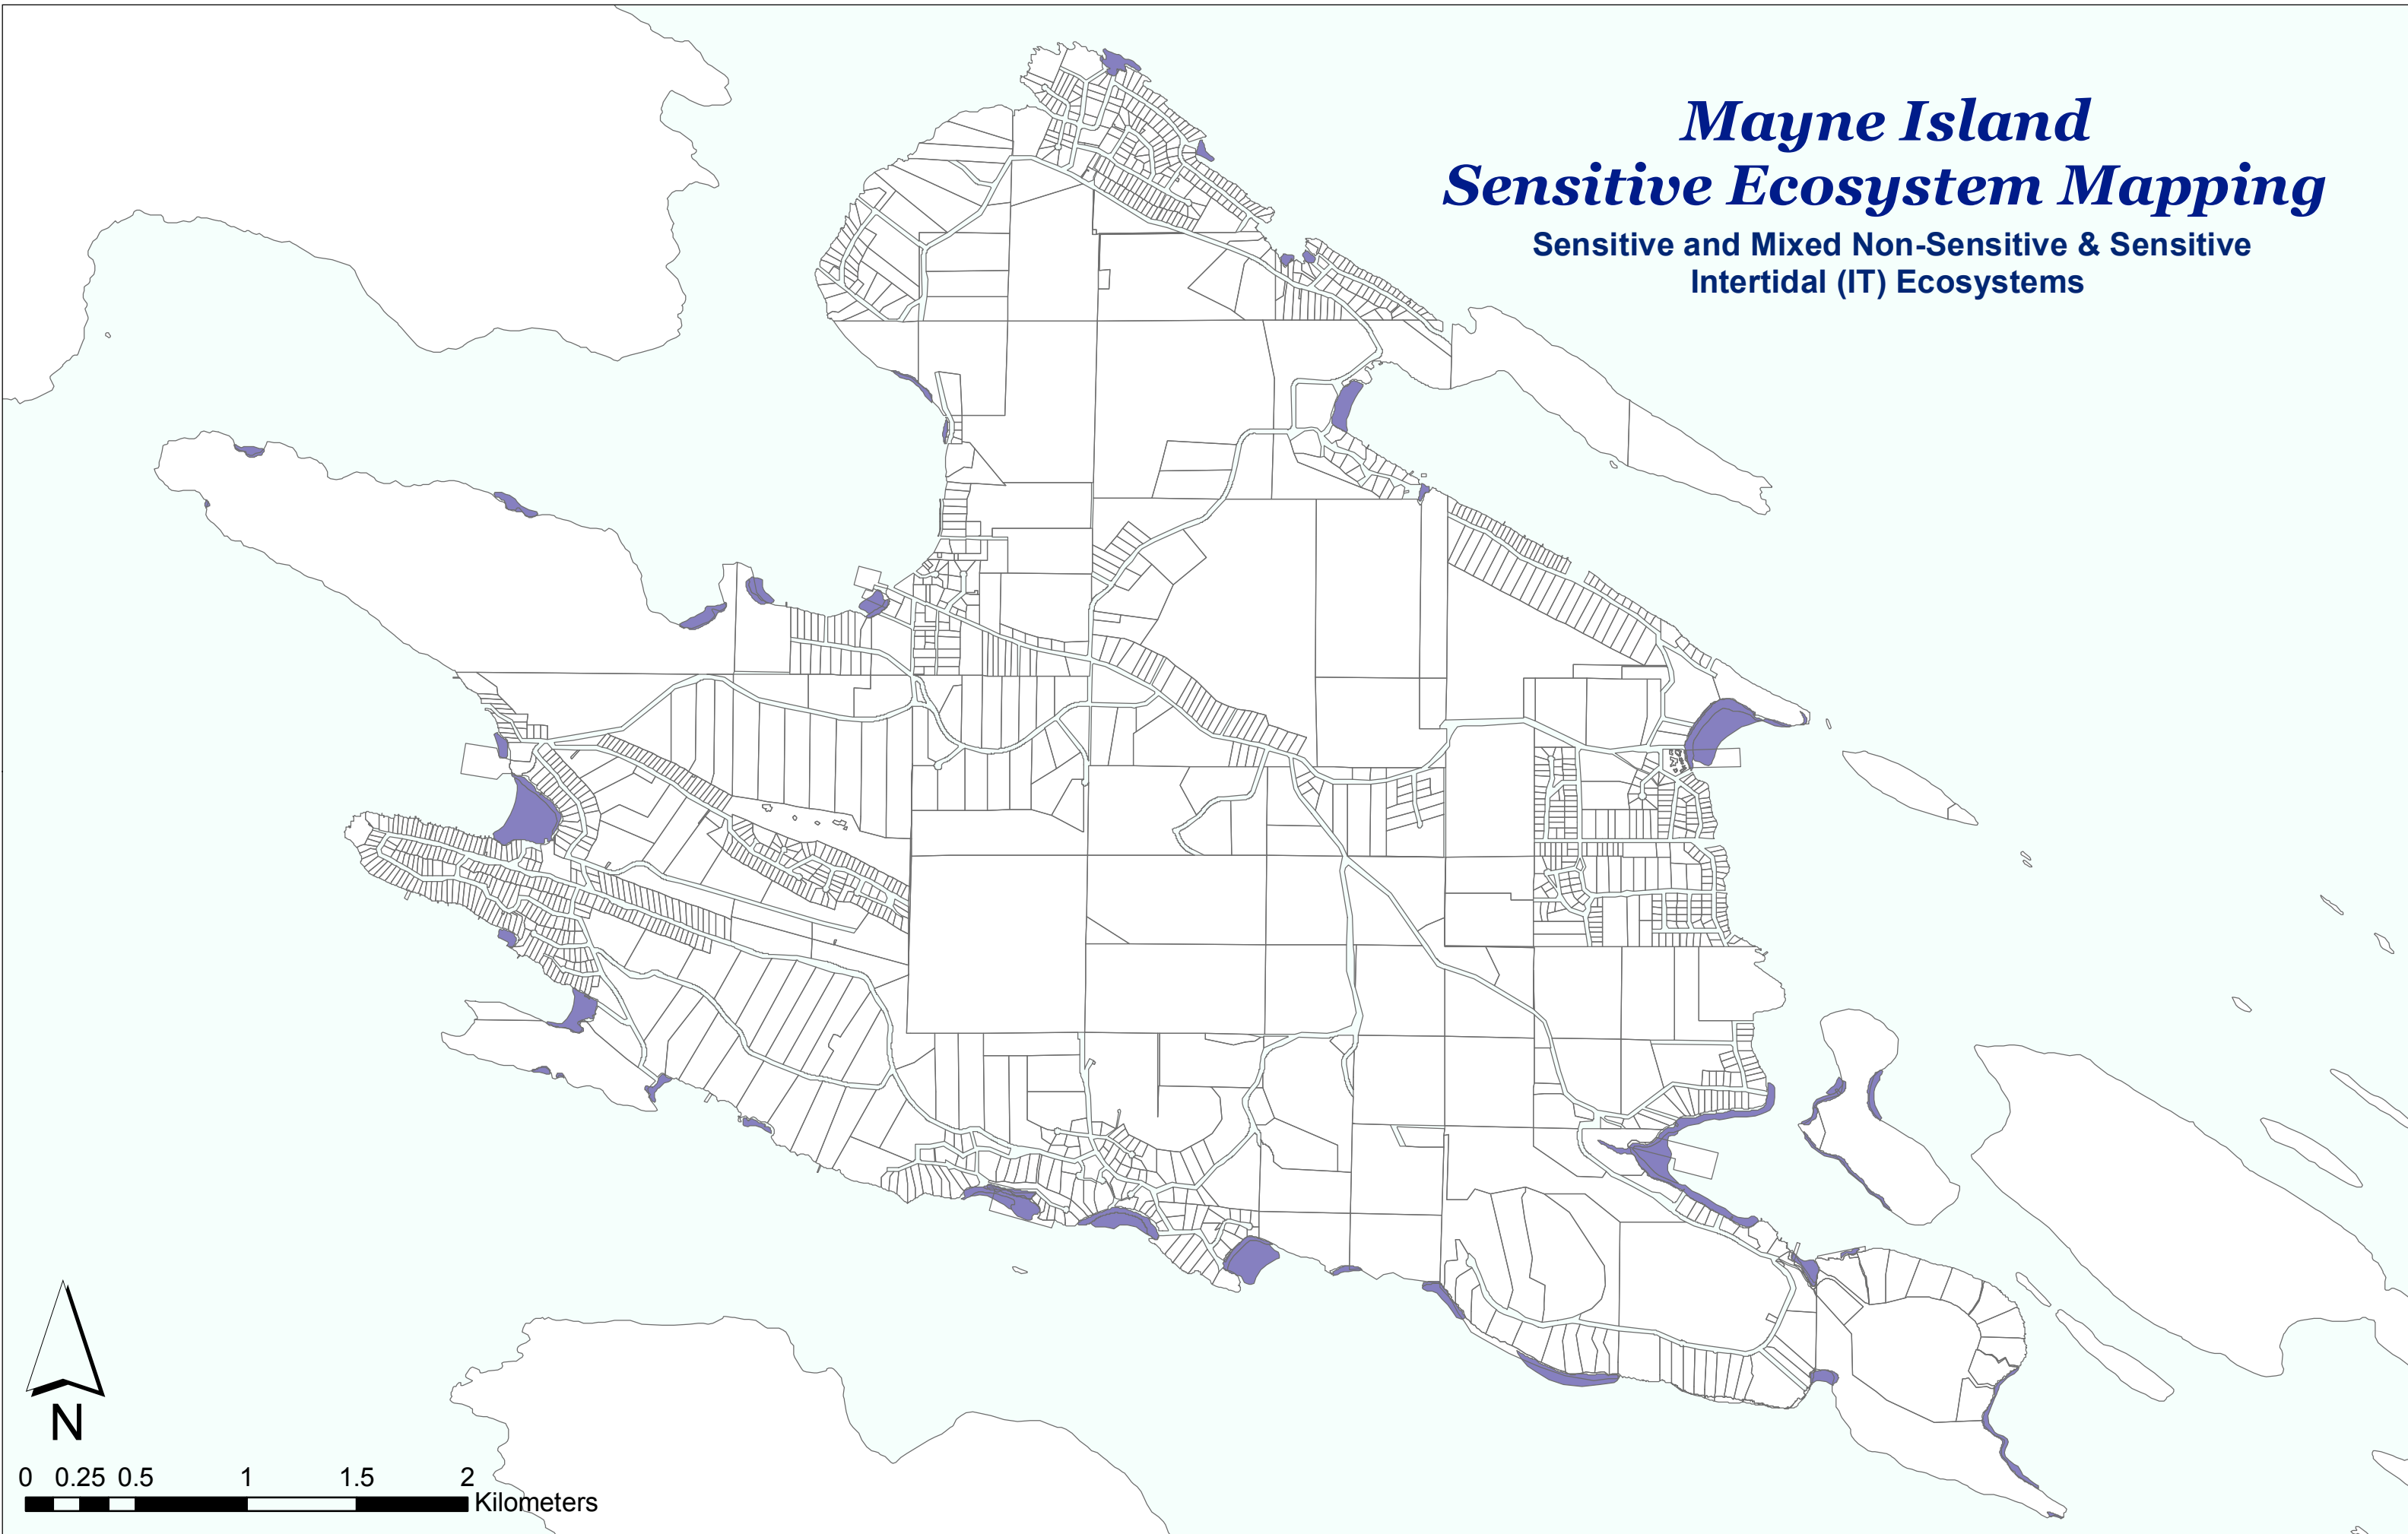 Mayne Island
Sensitive Ecosystem Mapping
Sensitive and Mixed Non-Sensitive & Sensitive
Intertidal (IT) Ecosystems
N
0 0.25 0.5 1 1.5 2
Kilometers